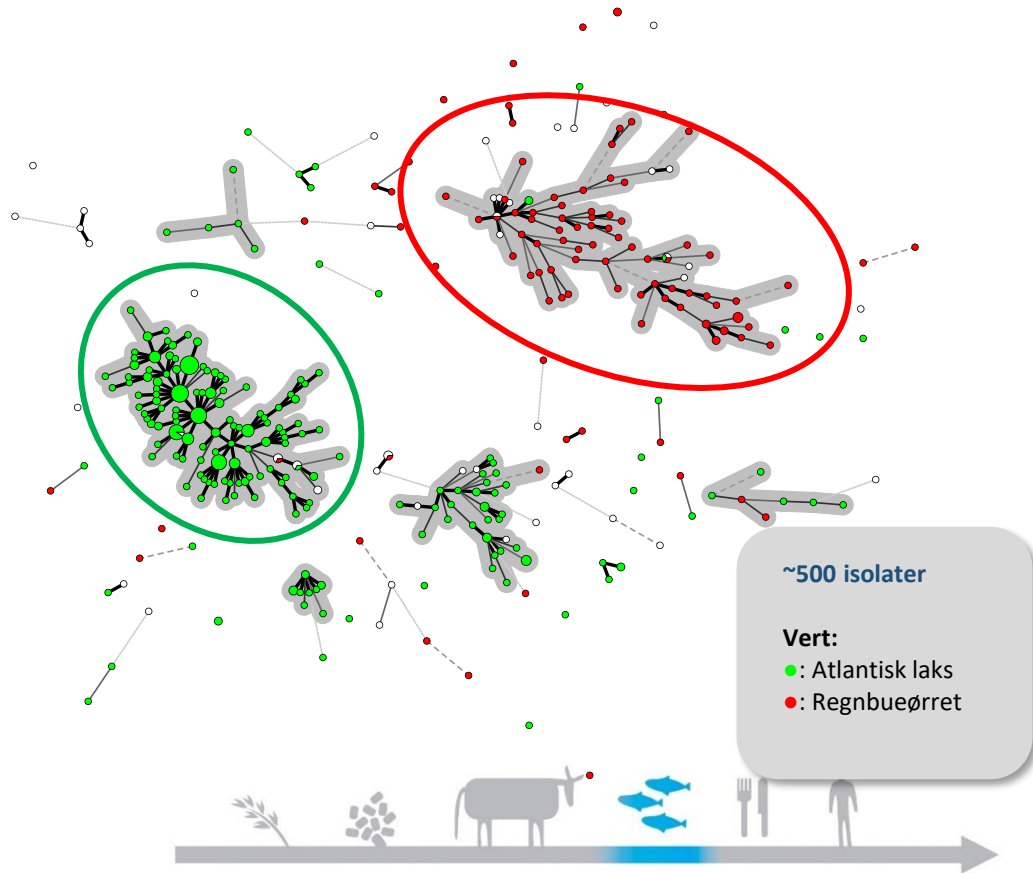 ~500 isolater
Vert:
: Atlantisk laks
: Regnbueørret